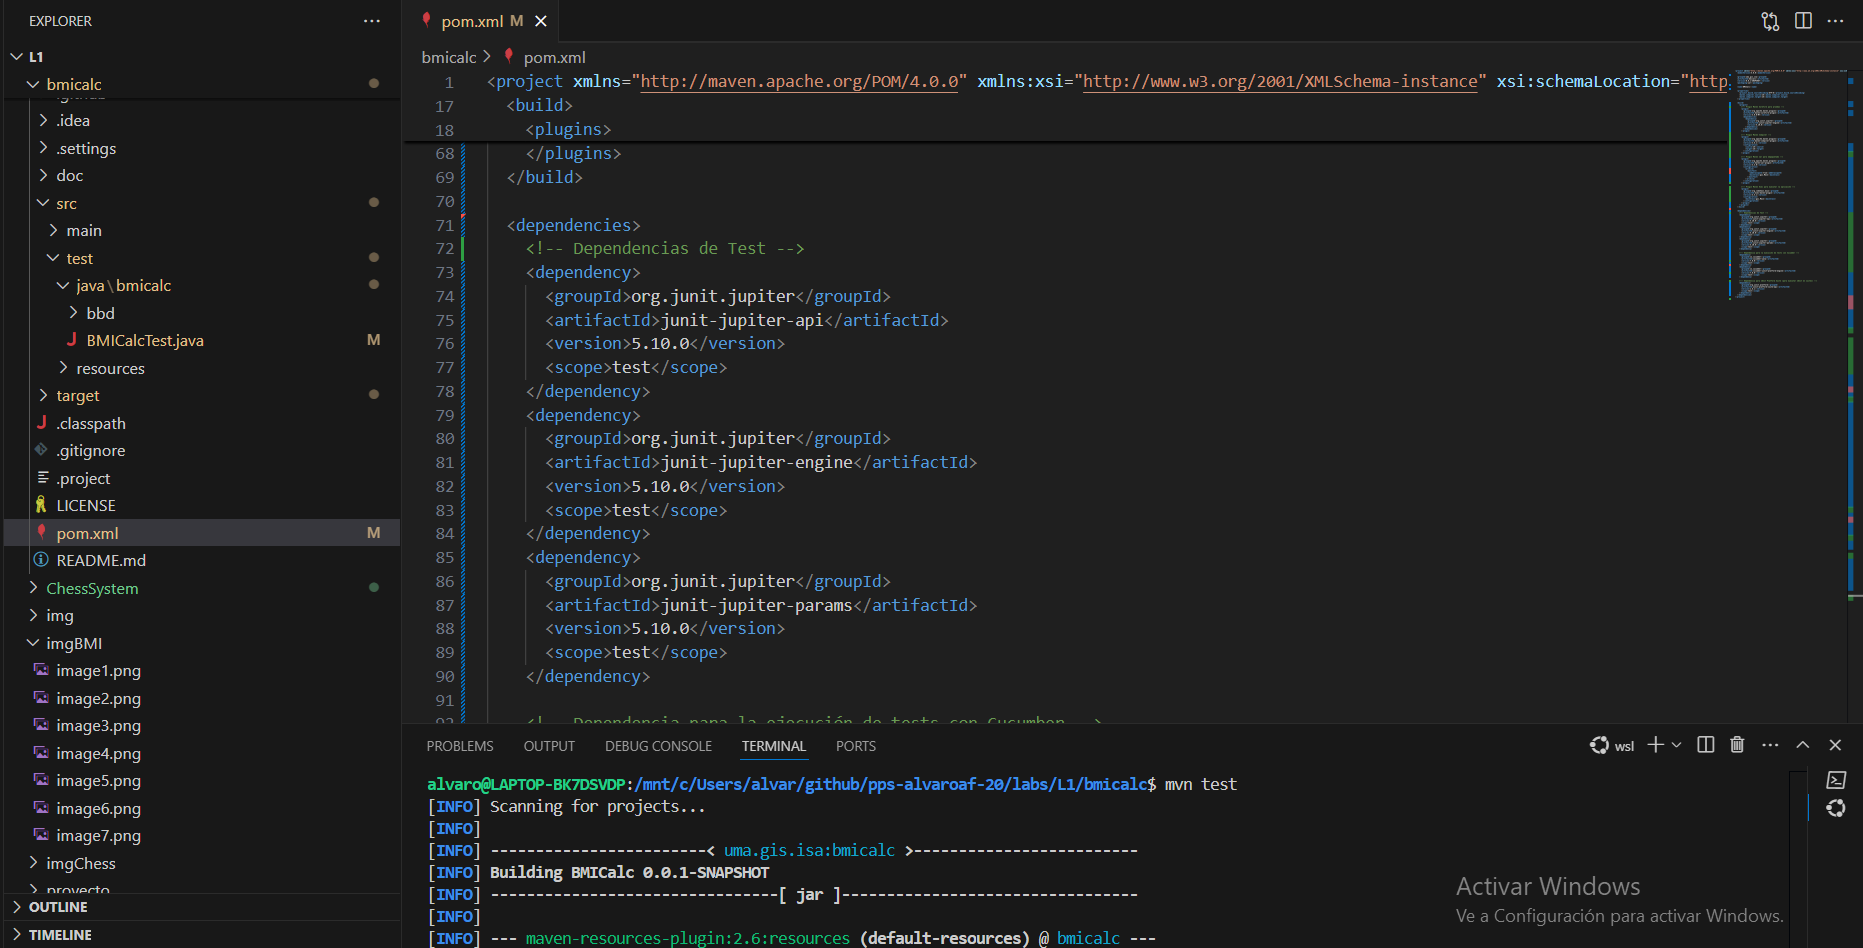 EXPLORER
L1
bmicalc
.github
.idea
.settings
doc
src
main
test
java\bmicalc
bbd
BMICalcTest.java M
resources
target
.classpath
.gitignore
.project
LICENSE
pom.xml M
README.md
ChessSystem
img
imgBMI
image1.png
image2.png
image3.png
image4.png
image5.png
image6.png
image7.png
imgChess
proyecto
OUTLINE
TIMELINE
pom.xml M
bmicalc > pom.xml
1 <project xmlns="http://maven.apache.org/POM/4.0.0" xmlns:xsi="http://www.w3.org/2001/XMLSchema-instance" xsi:schemaLocation="http
17 <build>
18 <plugins>
68 </plugins>
69 </build>
70
71 <dependencies>
72 <!-- Dependencias de Test -->
73 <dependency>
74 <groupId>org.junit.jupiter</groupId>
75 <artifactId>junit-jupiter-api</artifactId>
76 <version>5.10.0</version>
77 <scope>test</scope>
78 </dependency>
79 <dependency>
80 <groupId>org.junit.jupiter</groupId>
81 <artifactId>junit-jupiter-engine</artifactId>
82 <version>5.10.0</version>
83 <scope>test</scope>
84 </dependency>
85 <dependency>
86 <groupId>org.junit.jupiter</groupId>
87 <artifactId>junit-jupiter-params</artifactId>
88 <version>5.10.0</version>
89 <scope>test</scope>
90 </dependency>
91
92 <!-- Dependencia para la ejecución de tests con Cucumber -->
PROBLEMS OUTPUT DEBUG CONSOLE TERMINAL PORTS
wsl
alvaro@LAPTOP-BK7DSVDP:/mnt/c/Users/alvar/github/pps-alvaroaf-20/labs/L1/bmicalc$ mvn test
[INFO] Scanning for projects...
[INFO]
[INFO] ------------------------< uma.gis.isa:bmicalc >-------------------------
[INFO] Building BMICalc 0.0.1-SNAPSHOT
[INFO] --------------------------------[ jar ]---------------------------------
[INFO]
[INFO] --- maven-resources-plugin:2.6:resources (default-resources) @ bmicalc ---
Activar Windows
Ve a Configuración para activar Windows.